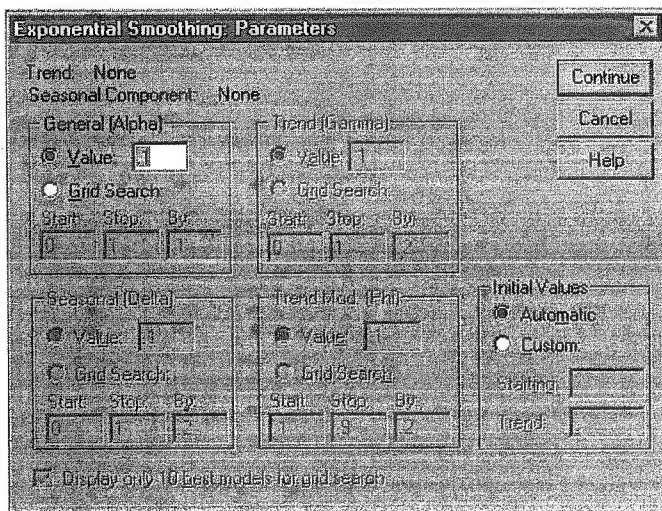 Exponential Smoothing: Parameters
Trend: None
Seasonal Component: None
Continue
Cancel
Help
General (Alpha)
Value: .1
Grid Search:
Start: Stop: By:
0 1 .1
Trend (Gamma)
Value: .1
Grid Search:
Start: Stop: By:
0 1 .2
Seasonal (Delta)
Value: .1
Grid Search:
Start: Stop: By:
0 1 .2
Trend Mod. (Phi)
Value: .1
Grid Search:
Start: Stop: By:
.1 .9 .2
Initial Values
Automatic
Custom:
Starting:
Trend:
Display only 10 best models for grid search